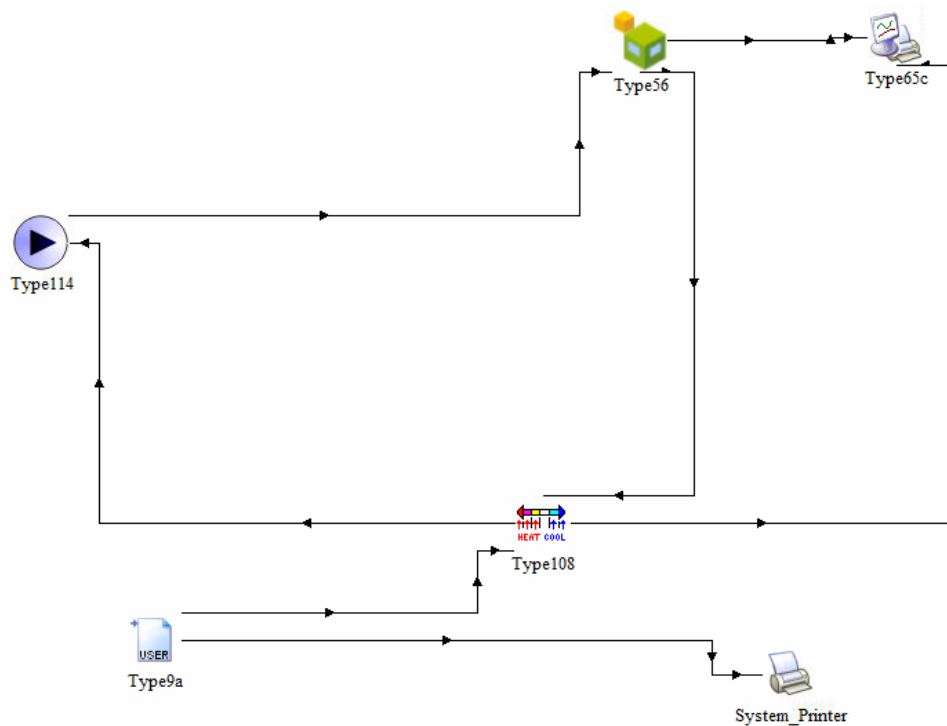 Type56
Type65c
Type114
HEAT COOL
Type108
USER
Type9a
System_Printer